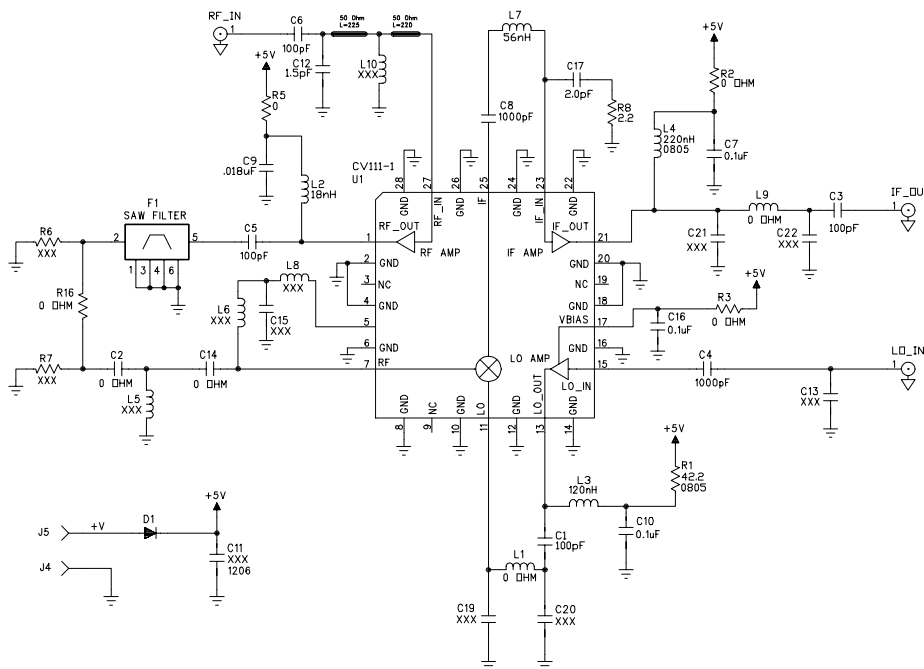 RF_IN
1
C6
100pF
50 Ohm
L=225
50 Ohm
L=220
C12
1.5pF
L10
XXX
+5V
R5
0
C9
.018uF
L2
18nH
L7
56nH
C8
1000pF
C17
2.0pF
R8
2.2
+5V
R2
0 OHM
L4
220nH
0805
C7
0.1uF
CV111-1
U1
28
27
26
25
24
23
22
GND
RF_IN
GND
IF
GND
IF_IN
GND
F1
SAW FILTER
2
5
1
3
4
6
C5
100pF
1
RF_OUT
RF AMP
IF_OUT
IF AMP
21
L9
0 OHM
C3
100pF
1
IF_OU
C21
XXX
C22
XXX
R6
XXX
R16
0 OHM
R7
XXX
L8
XXX
L6
XXX
C15
XXX
2
GND
3
NC
4
GND
5
6
GND
7
RF
20
GND
19
NC
18
GND
17
VBIAS
16
GND
15
LO_IN
LO AMP
LO_OUT
+5V
R3
0 OHM
C16
0.1uF
C4
1000pF
LO_IN
1
C13
XXX
C2
0 OHM
C14
0 OHM
L5
XXX
GND
NC
GND
LO
GND
GND
8
9
10
11
12
13
14
+5V
R1
42.2
0805
L3
120nH
C10
0.1uF
C1
100pF
L1
0 OHM
C19
XXX
C20
XXX
J5
+V
D1
+5V
C11
XXX
1206
J4